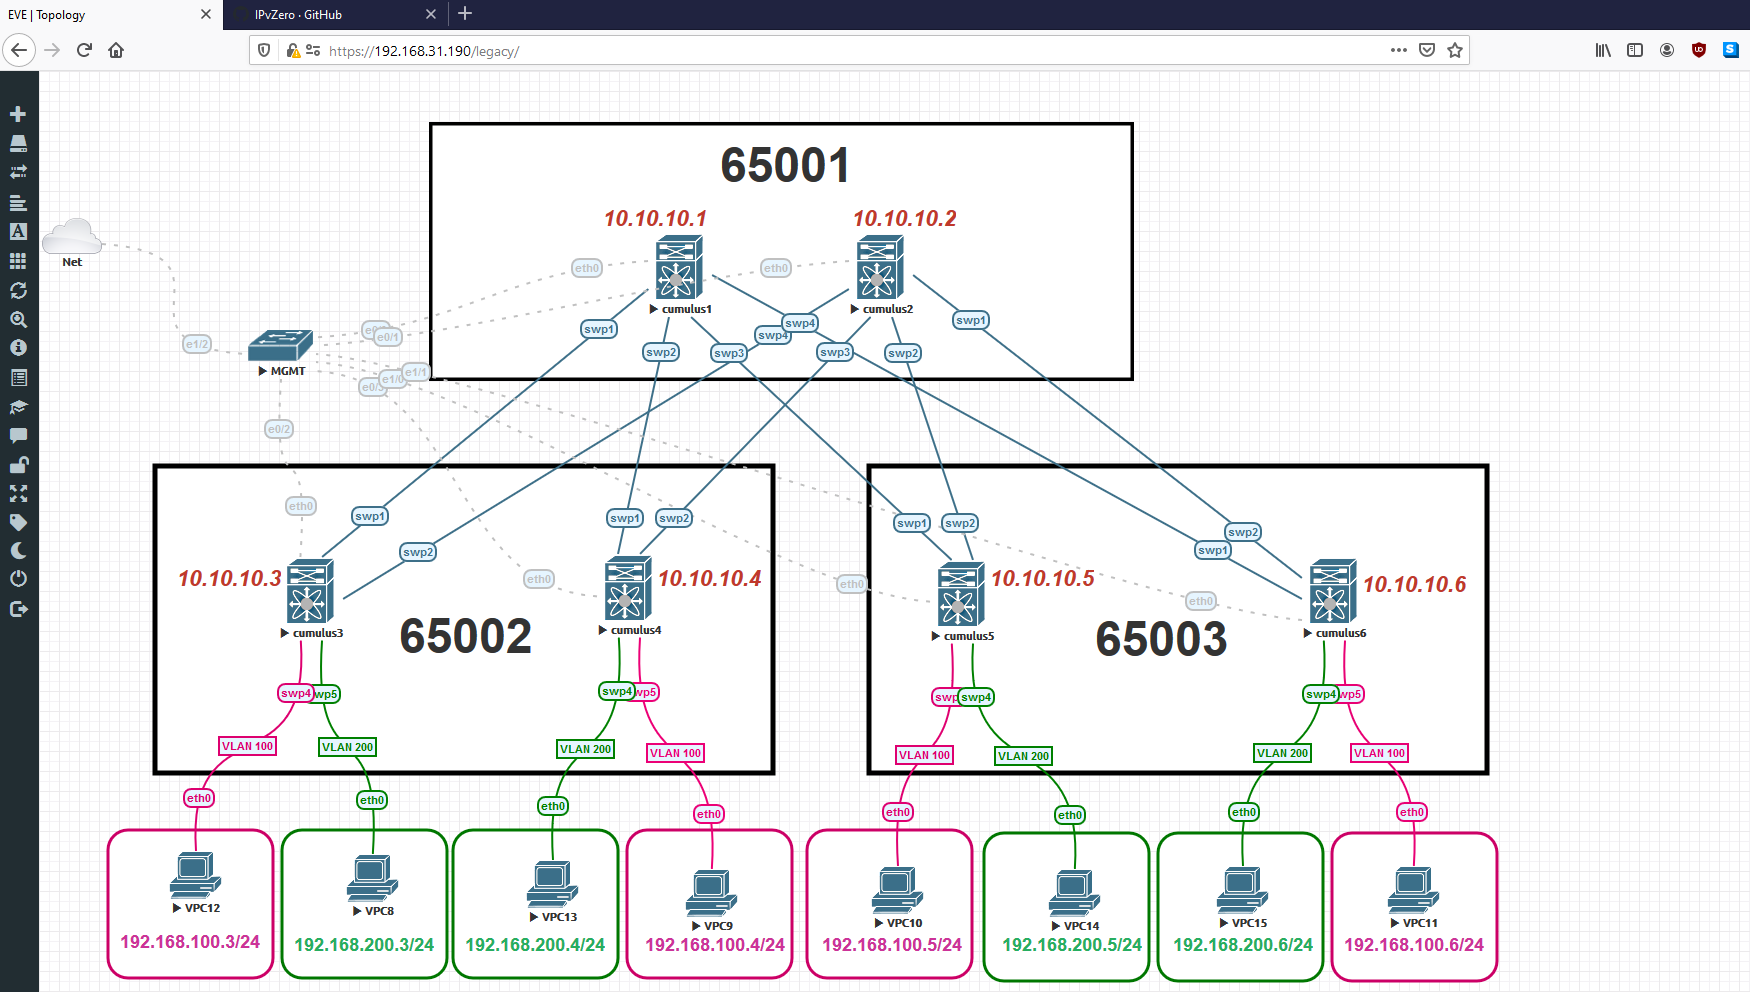 EVE | Topology
IPvZero · GitHub
https://192.168.31.190/legacy/
65001
10.10.10.1
10.10.10.2
eth0
eth0
cumulus1
cumulus2
Net
swp1
swp4
swp4
swp1
e0/1
e1/2
MGMT
swp2
swp3
swp3
swp2
e1/0
e1/1
e0/2
eth0
swp1
swp2
swp1
swp2
swp1
swp2
swp2
swp1
10.10.10.3
eth0
10.10.10.4
eth0
10.10.10.5
eth0
10.10.10.6
cumulus3
65002
cumulus4
cumulus5
65003
cumulus6
swp4
swp4
swp4
swp4
VLAN 100
VLAN 200
VLAN 200
VLAN 100
VLAN 100
VLAN 200
VLAN 200
VLAN 100
eth0
eth0
eth0
eth0
eth0
eth0
eth0
eth0
VPC12
VPC8
VPC13
VPC9
VPC10
VPC14
VPC15
VPC11
192.168.100.3/24
192.168.200.3/24
192.168.200.4/24
192.168.100.4/24
192.168.100.5/24
192.168.200.5/24
192.168.200.6/24
192.168.100.6/24